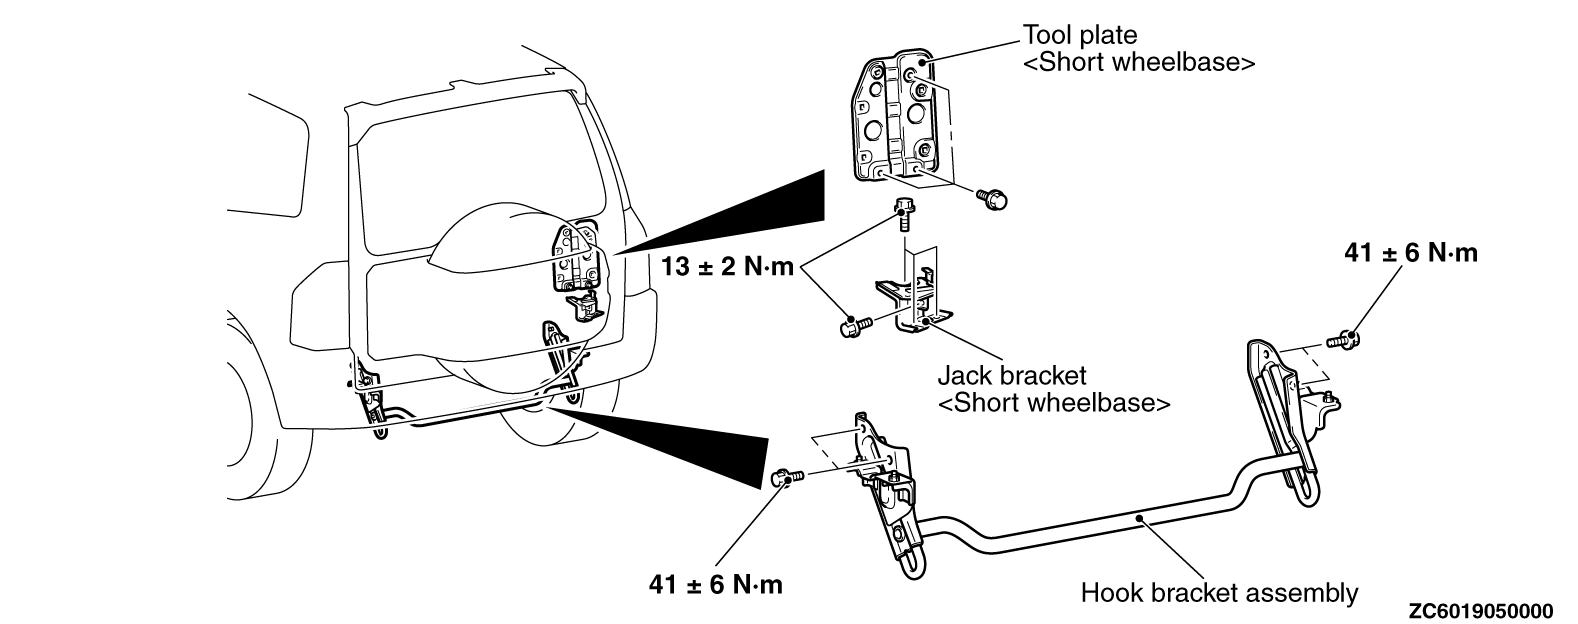 Tool plate
<Short wheelbase>
13 ± 2 N·m
41 ± 6 N·m
Jack bracket
<Short wheelbase>
41 ± 6 N·m
Hook bracket assembly
ZC6019050000